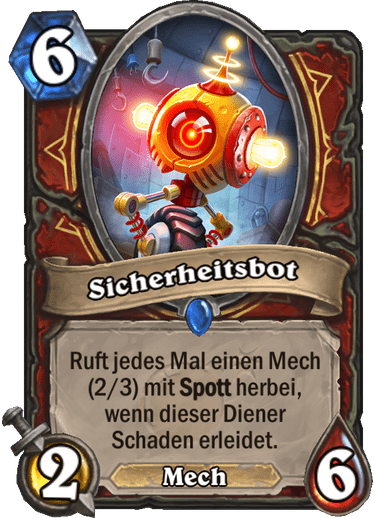 6
Sicherheitsbot
Ruft jedes Mal einen Mech
(2/3) mit Spott herbei,
wenn dieser Diener
Schaden erleidet.
2
Mech
6